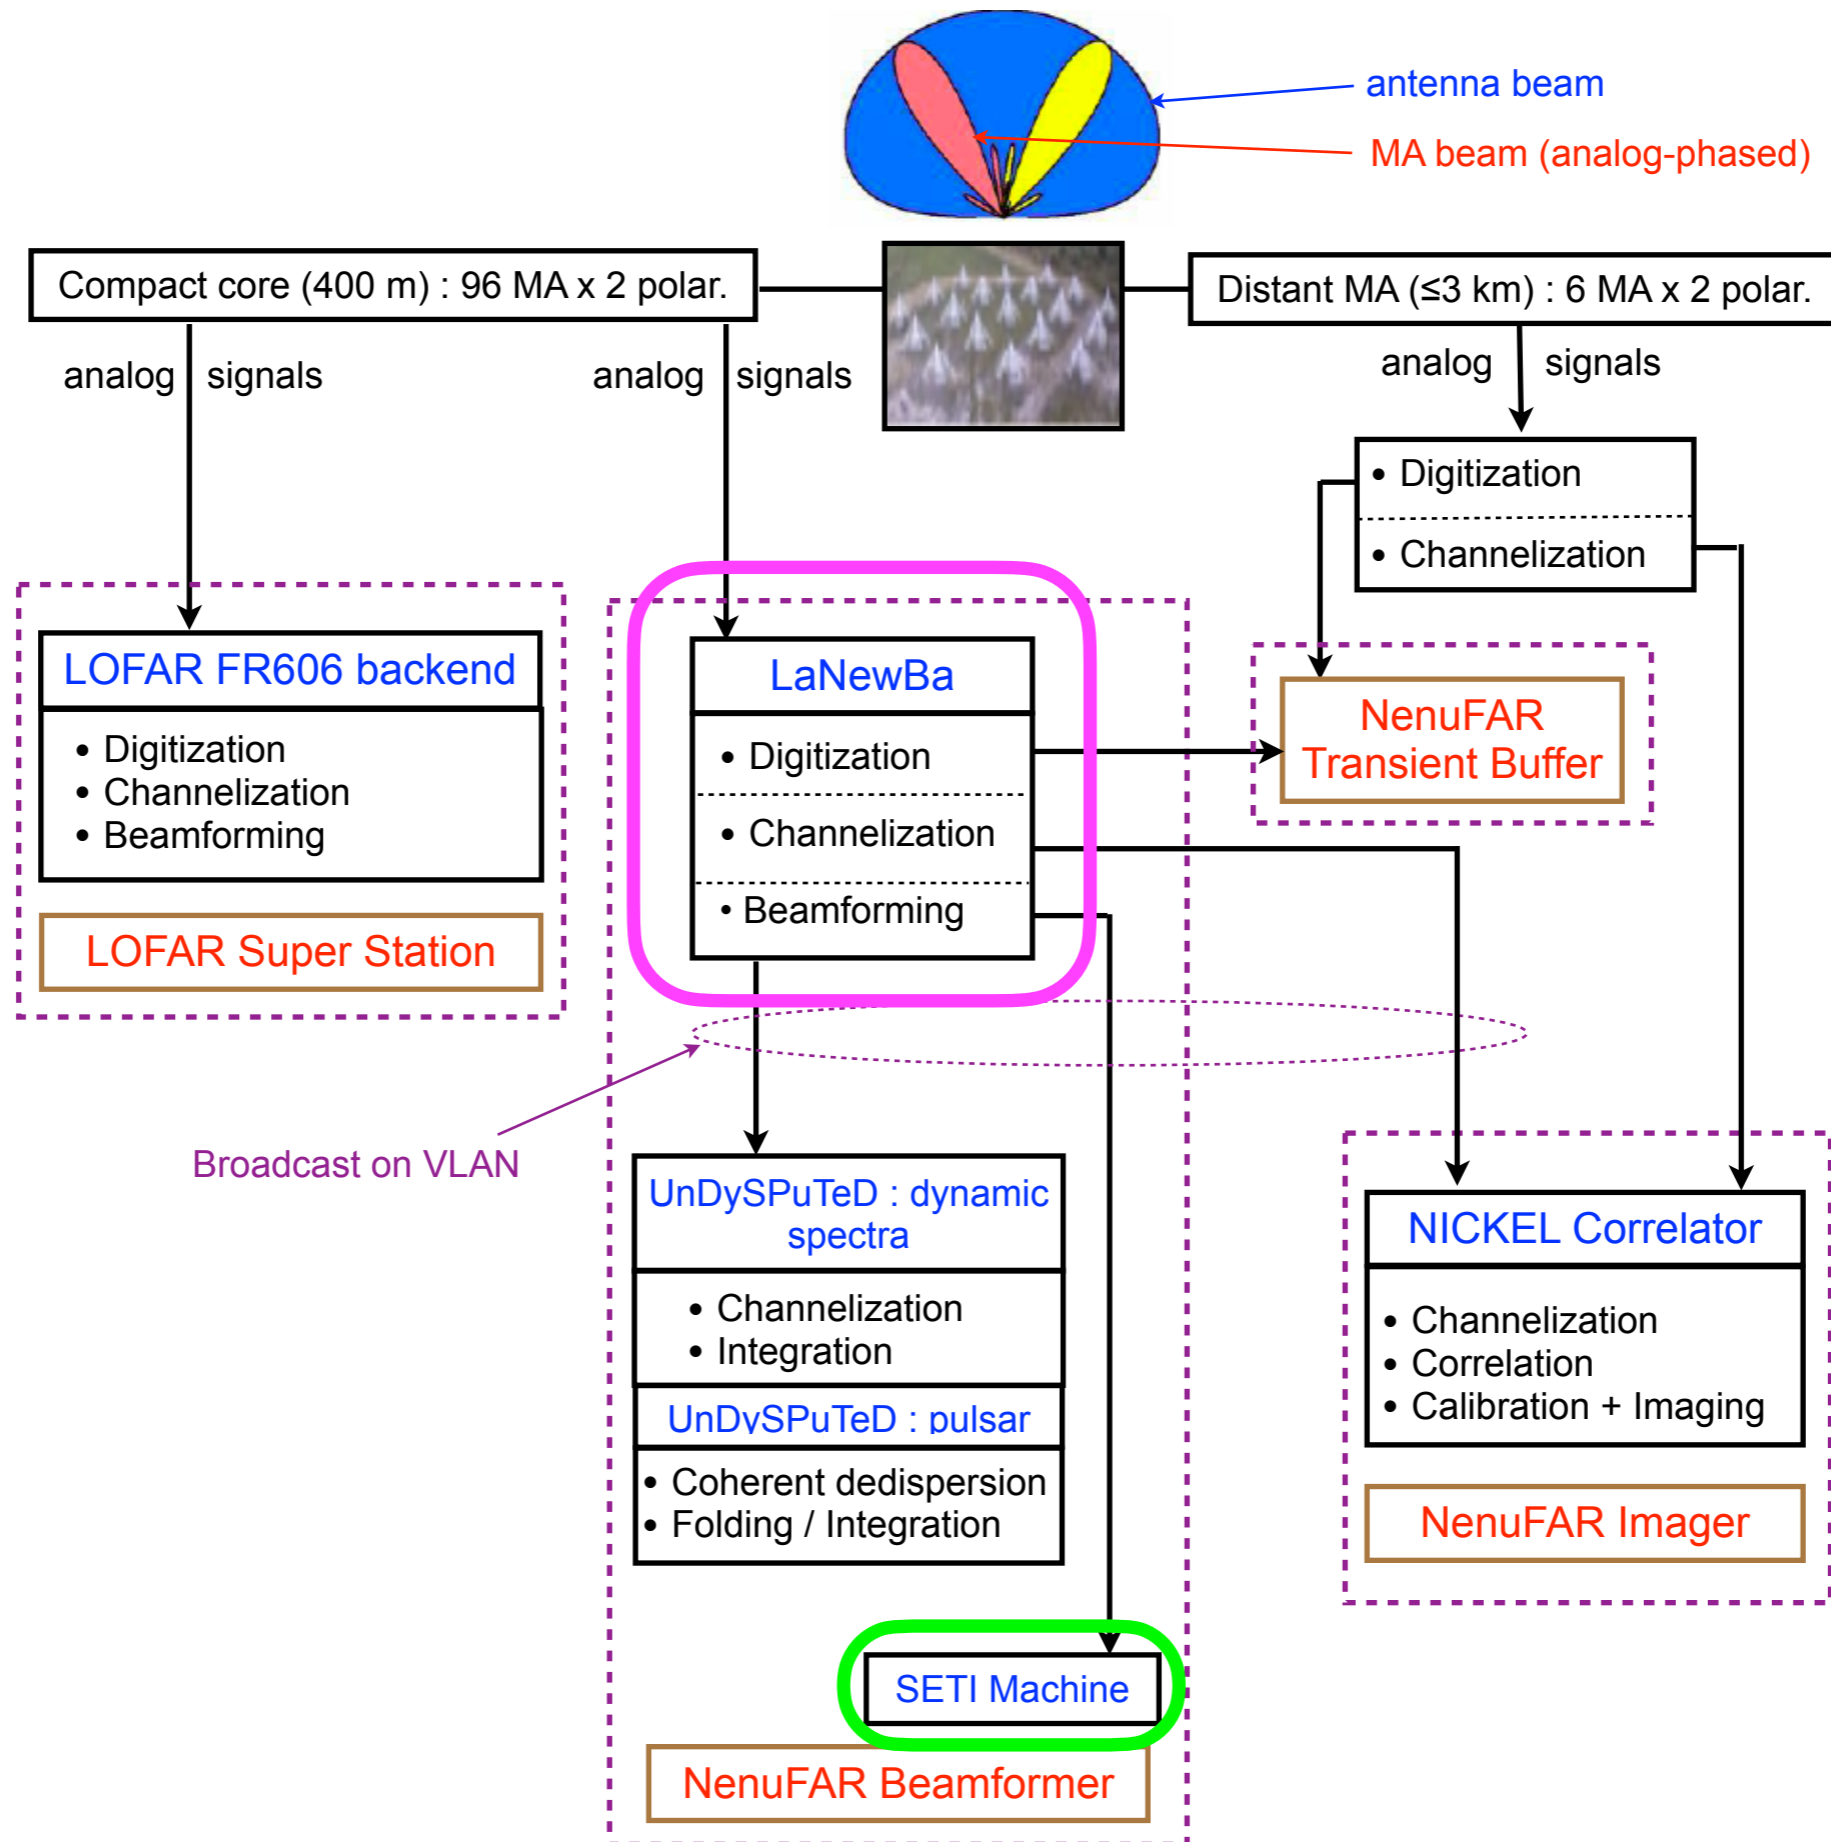 antenna beam
MA beam (analog-phased)
Compact core (400 m) : 96 MA x 2 polar.
Distant MA (≤3 km) : 6 MA x 2 polar.
analog signals
analog signals
analog signals
• Digitization
• Channelization
LOFAR FR606 backend
• Digitization
• Channelization
• Beamforming
LOFAR Super Station
LaNewBa
• Digitization
• Channelization
• Beamforming
NenuFAR
Transient Buffer
Broadcast on VLAN
UnDySPuTeD : dynamic
spectra
• Channelization
• Integration
UnDySPuTeD : pulsar
• Coherent dedispersion
• Folding / Integration
SETI Machine
NenuFAR Beamformer
NICKEL Correlator
• Channelization
• Correlation
• Calibration + Imaging
NenuFAR Imager